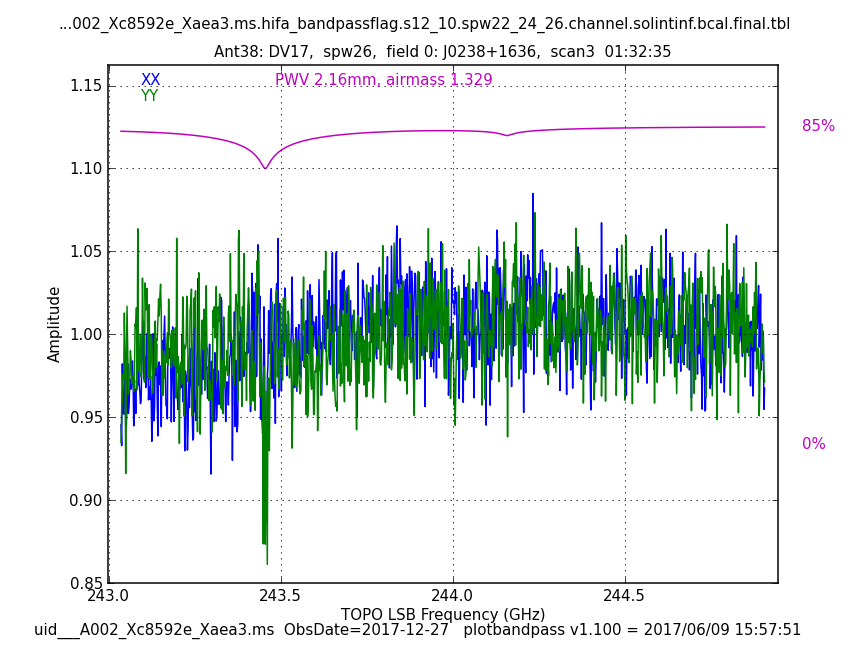 ...002_Xc8592e_Xaea3.ms.hifa_bandpassflag.s12_10.spw22_24_26.channel.solintinf.bcal.final.tbl
Ant38: DV17,  spw26,  field 0: J0238+1636,  scan3  01:32:35
XX
PWV 2.16mm, airmass 1.329
YY
1.15
1.10
1.05
1.00
0.95
0.90
0.85
Amplitude
85%
0%
243.0
243.5
244.0
244.5
TOPO LSB Frequency (GHz)
uid___A002_Xc8592e_Xaea3.ms  ObsDate=2017-12-27   plotbandpass v1.100 = 2017/06/09 15:57:51